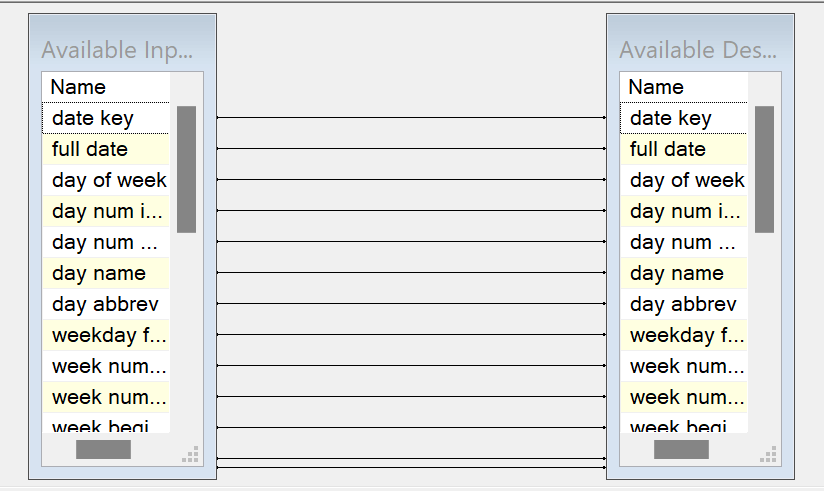 Available Inp... Available Des...
Name Name
date key date key
full date full date
day of week day of week
day num i... day num i...
day num ... day num ...
day name day name
day abbrev day abbrev
weekday f... weekday f...
week num... week num...
week num... week num...
week begi week begi